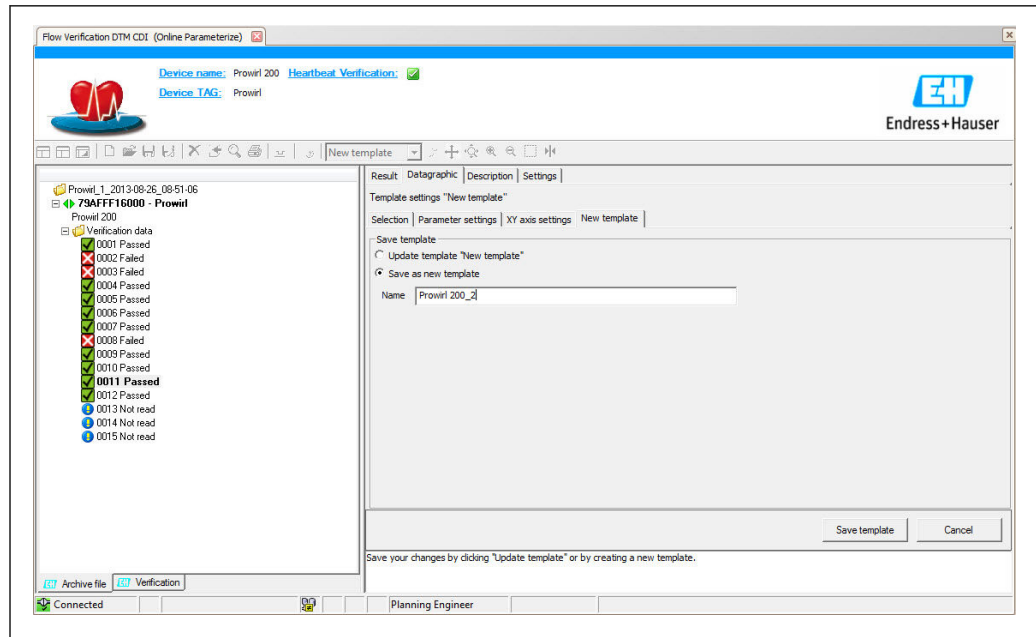 Flow Verification DTM CDI (Online Parameterize)
Device name: Prowirl 200 Heartbeat Verification:
Device TAG: Prowirl
Endress+Hauser
New template
Result Datagraphic Description Settings
Template settings "New template"
Selection Parameter settings XY axis settings New template
Save template
Update template "New template"
Save as new template
Name Prowirl 200_2
Prowirl_1_2013-08-26_08-51-06
79AFFF16000 - Prowirl
Prowirl 200
Verification data
0001 Passed
0002 Failed
0003 Failed
0004 Passed
0005 Passed
0006 Passed
0007 Passed
0008 Failed
0009 Passed
0010 Passed
0011 Passed
0012 Passed
0013 Not read
0014 Not read
0015 Not read
Save template Cancel
Save your changes by clicking "Update template" or by creating a new template.
Archive file Verification
Connected Planning Engineer